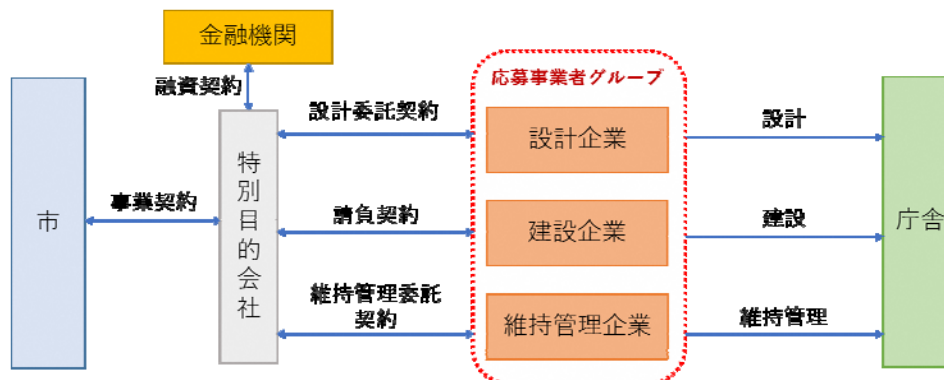 金融機関
融資契約
応募事業者グループ
市
事業契約
特別目的会社
設計委託契約
設計企業
設計
請負契約
建設企業
建設
維持管理委託
契約
維持管理企業
維持管理
庁舎